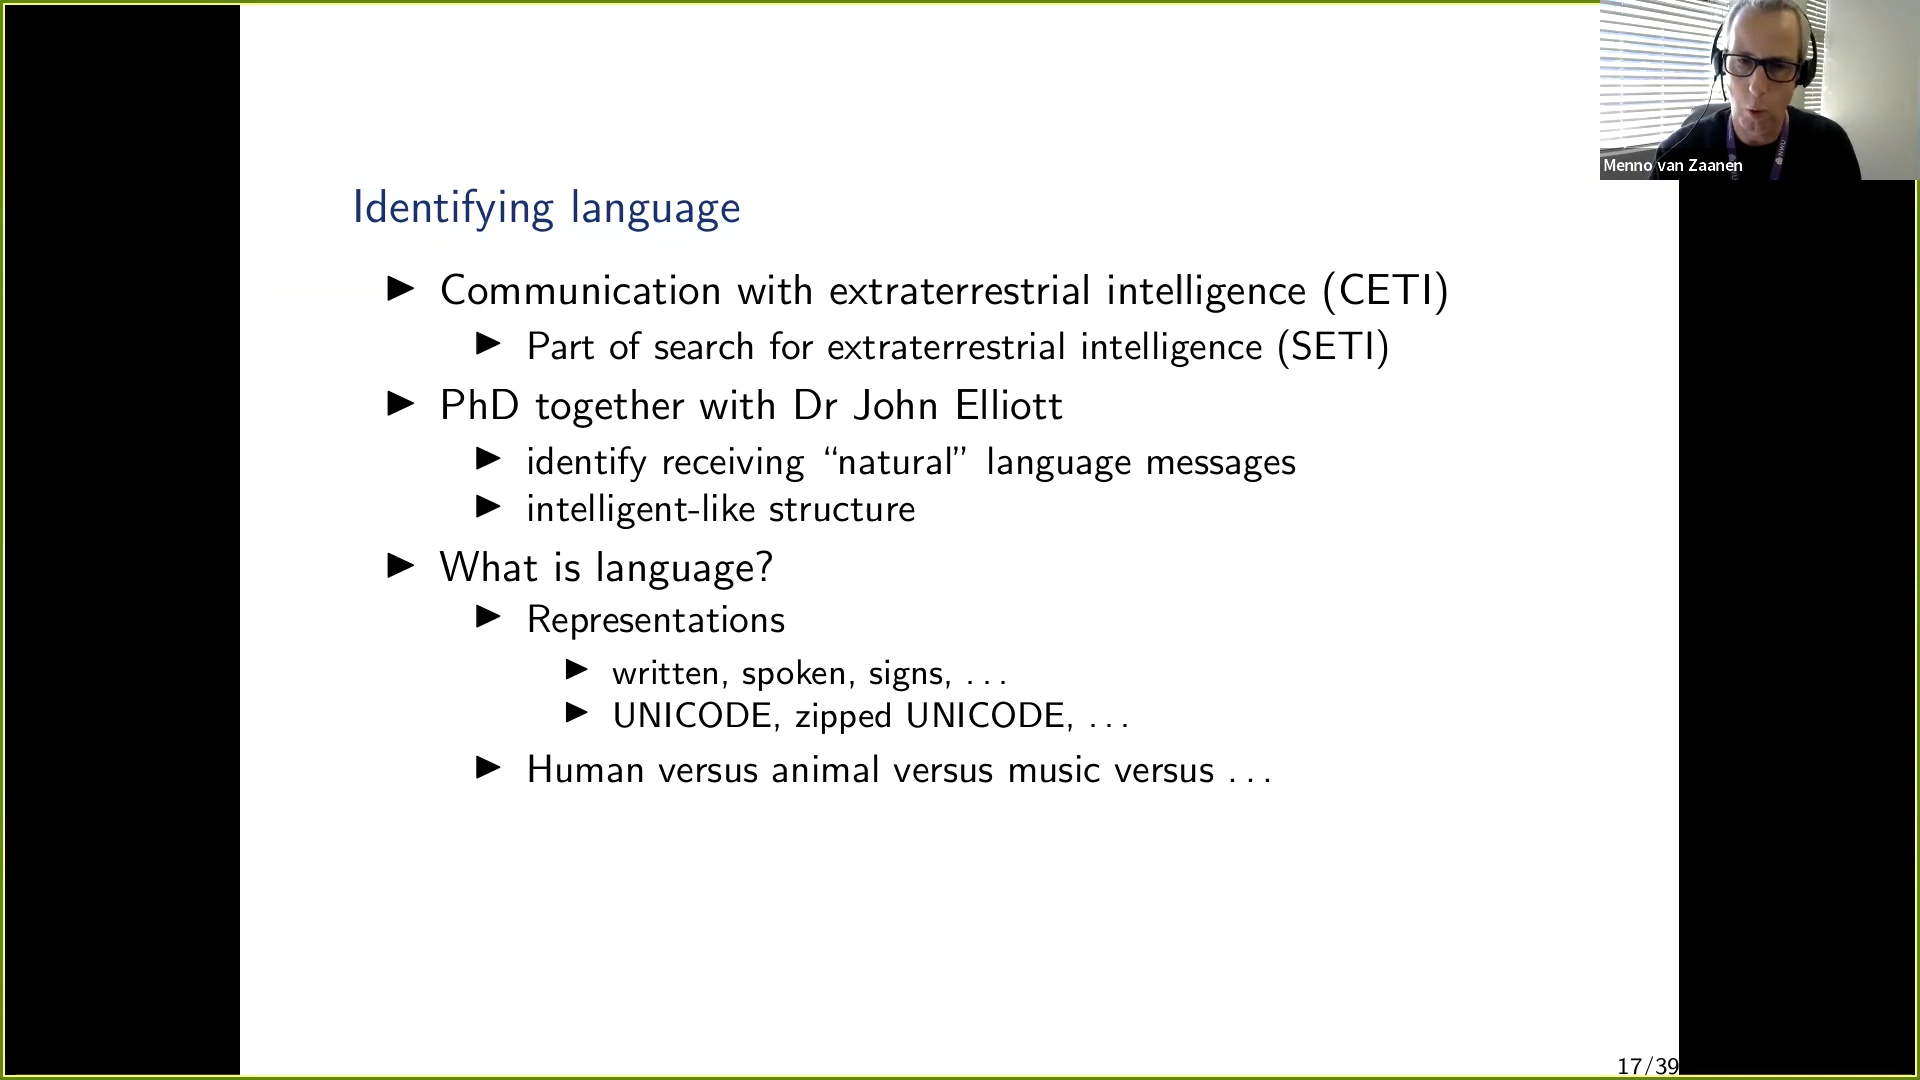 Menno van Zaanen
Identifying language
▶ Communication with extraterrestrial intelligence (CETI)
▶ Part of search for extraterrestrial intelligence (SETI)
▶ PhD together with Dr John Elliott
▶ identify receiving “natural” language messages
▶ intelligent-like structure
▶ What is language?
▶ Representations
▶ written, spoken, signs, . . .
▶ UNICODE, zipped UNICODE, . . .
▶ Human versus animal versus music versus . . .
17/39